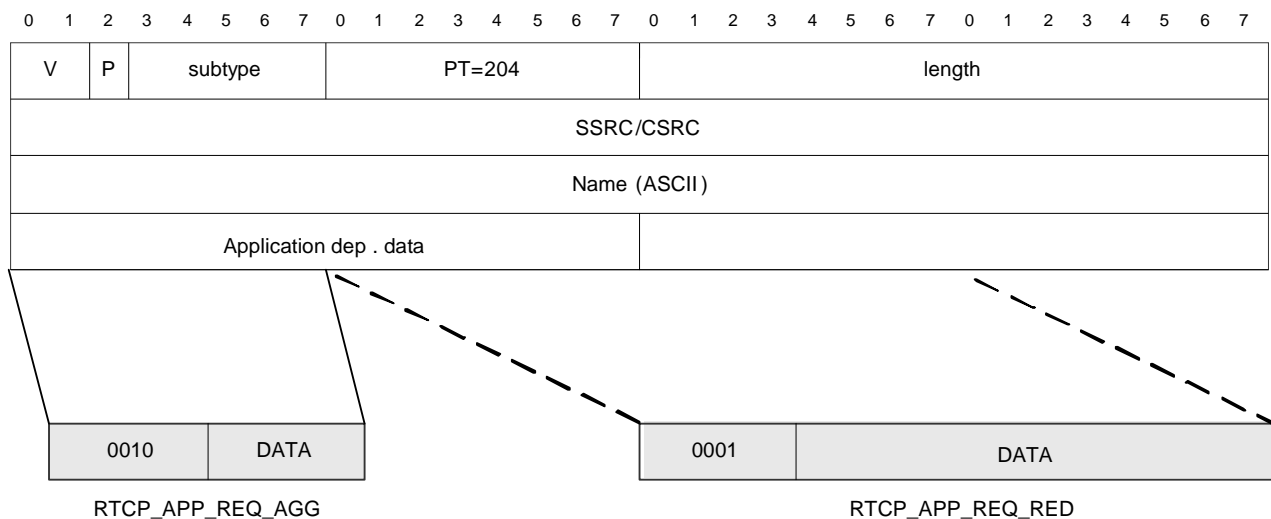 0 1 2 3 4 5 6 7 0 1 2 3 4 5 6 7 0 1 2 3 4 5 6 7 0 1 2 3 4 5 6 7
V P subtype PT=204 length
SSRC/CSRC
Name (ASCII)
Application dep . data
0010 DATA 0001 DATA
RTCP_APP_REQ_AGG RTCP_APP_REQ_RED